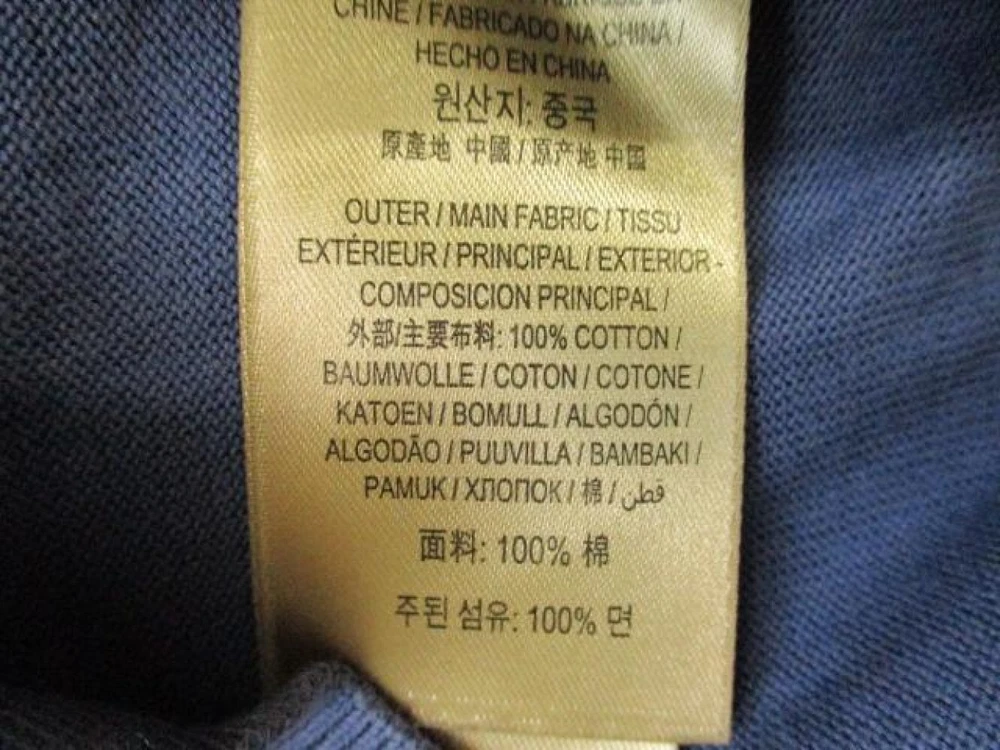 CHINE / FABRICADO NA CHINA /
HECHO EN CHINA
원산지: 중국
原產地 中國 / 原产地 中国
OUTER / MAIN FABRIC / TISSU
EXTÉRIEUR / PRINCIPAL / EXTERIOR -
COMPOSICION PRINCIPAL /
外部/主要布料: 100% COTTON /
BAUMWOLLE / COTON / COTONE /
KATOEN / BOMULL / ALGODÓN /
ALGODÃO / PUUVILLA / BAMBAKI /
PAMUK / ХЛОПОК / 棉 / قطن
面料: 100% 棉
주된 섬유: 100% 면